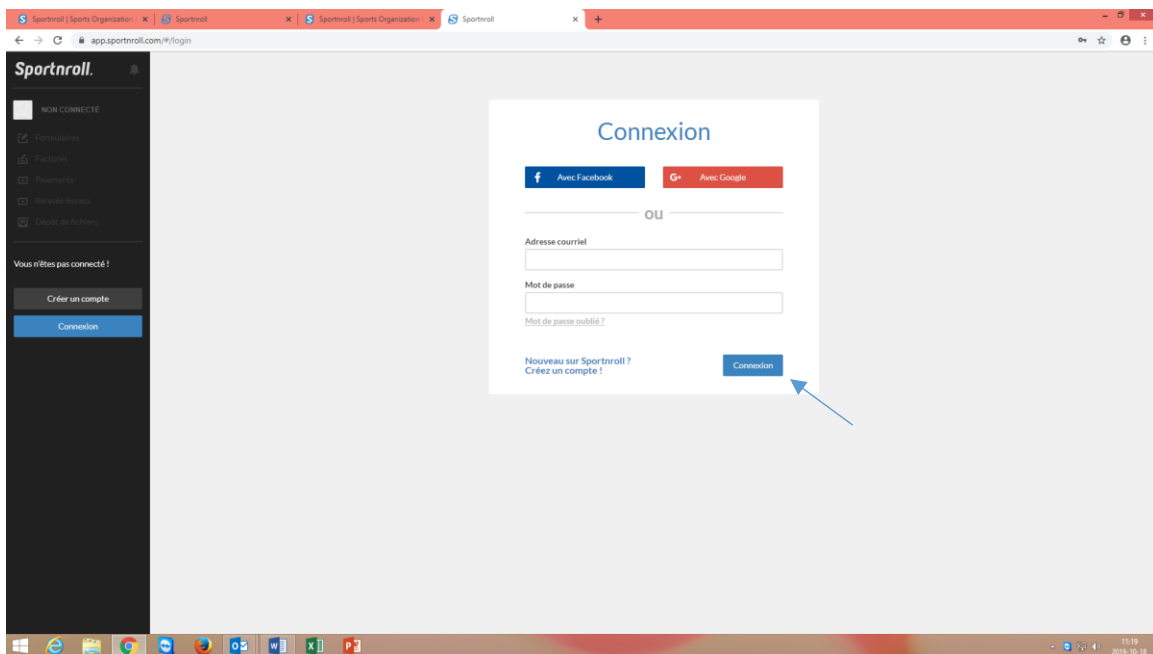 Sportnroll | Sports Organization
Sportnroll
Sportnroll | Sports Organization
Sportnroll
app.sportnroll.com/#/login
Sportnroll.
NON CONNECTÉ
Formulaires
Factures
Paiements
Relevés fiscaux
Dépôt de fichiers
Vous n'êtes pas connecté !
Créer un compte
Connexion
Connexion
Avec Facebook
G+ Avec Google
ou
Adresse courriel
Mot de passe
Mot de passe oublié ?
Nouveau sur Sportnroll ?
Créez un compte !
Connexion
11:19
2019-10-18